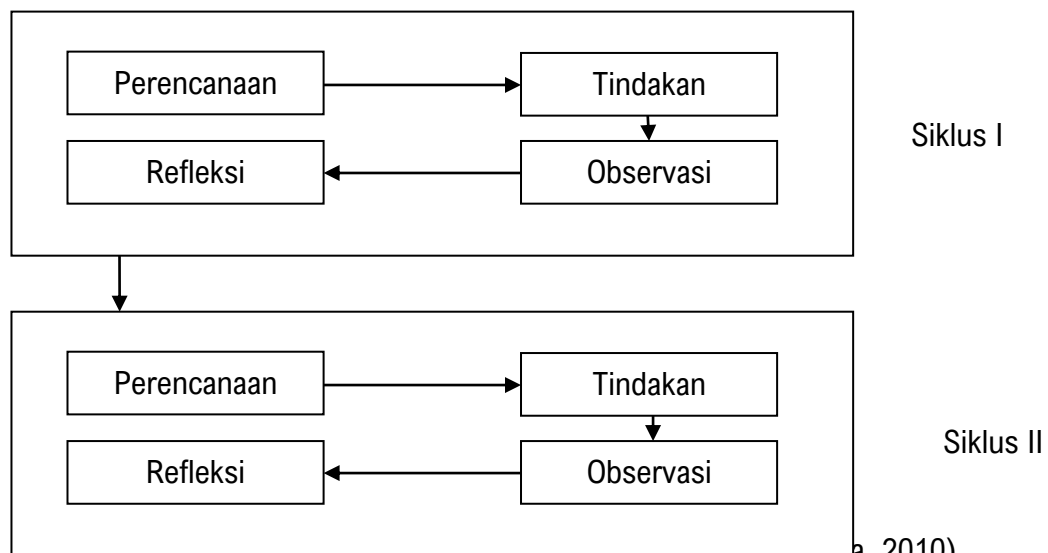 Perencanaan Tindakan
Siklus I
Refleksi Observasi
Perencanaan Tindakan
Siklus II
Refleksi Observasi
2010)